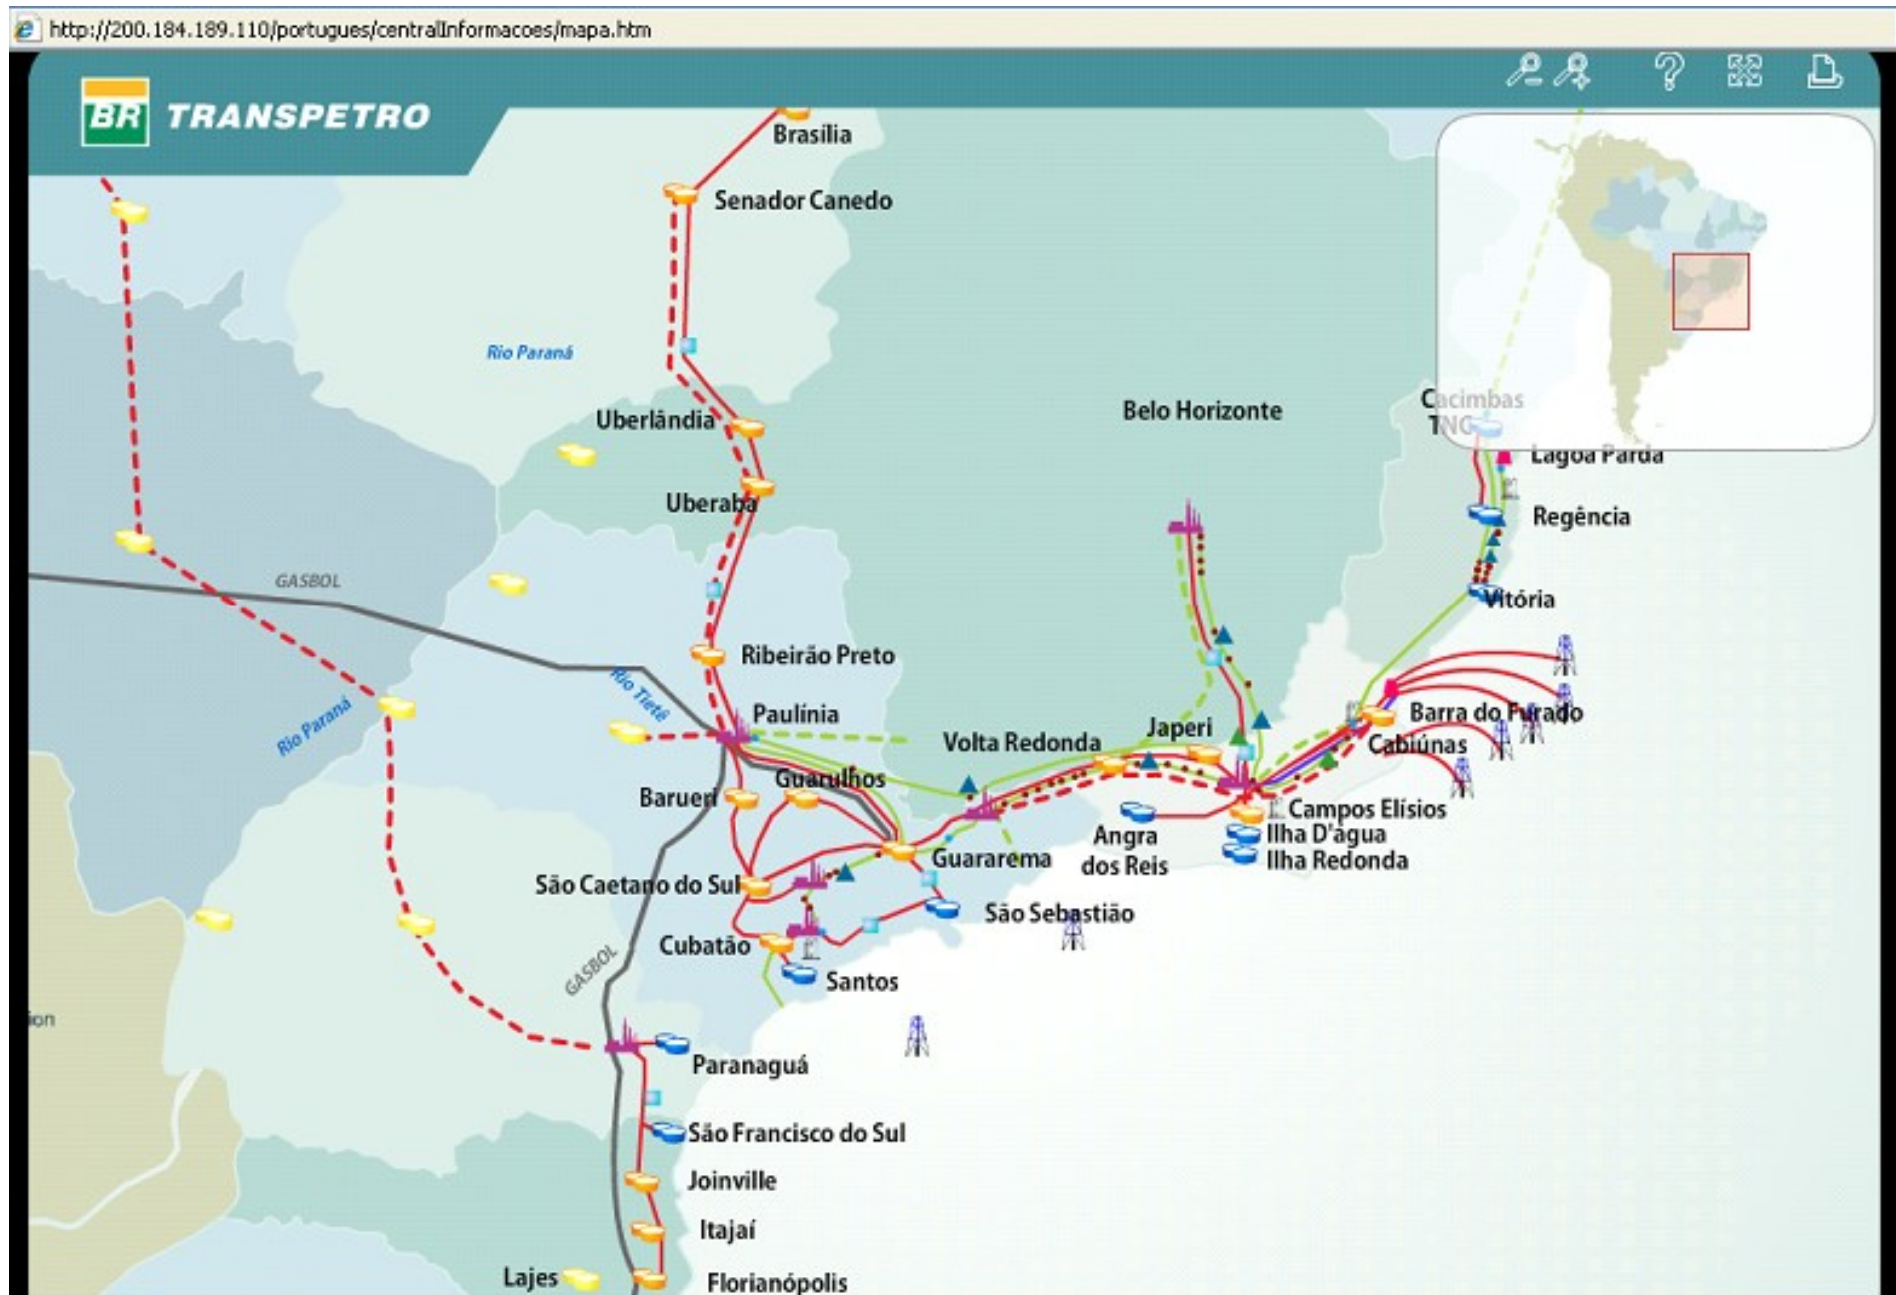 http://200.184.189.110/portugues/centralInformacoes/mapa.htm
BR TRANSPETRO
Brasília
Senador Canedo
Rio Paraná
Uberlândia
Belo Horizonte
Cacimbas
TNC
Lagoa Parda
Uberaba
Regência
GASBOL
Vitória
Ribeirão Preto
Rio Tietê
Rio Paraná
Paulínia
Barra do Furado
Volta Redonda
Japeri
Cabiúnas
Guarulhos
Barueri
Campos Elísios
Angra
dos Reis
Ilha D'água
Ilha Redonda
Guararema
São Caetano do Sul
São Sebastião
Cubatão
GASBOL
Santos
ion
Paranaguá
São Francisco do Sul
Joinville
Itajaí
Lajes
Florianópolis